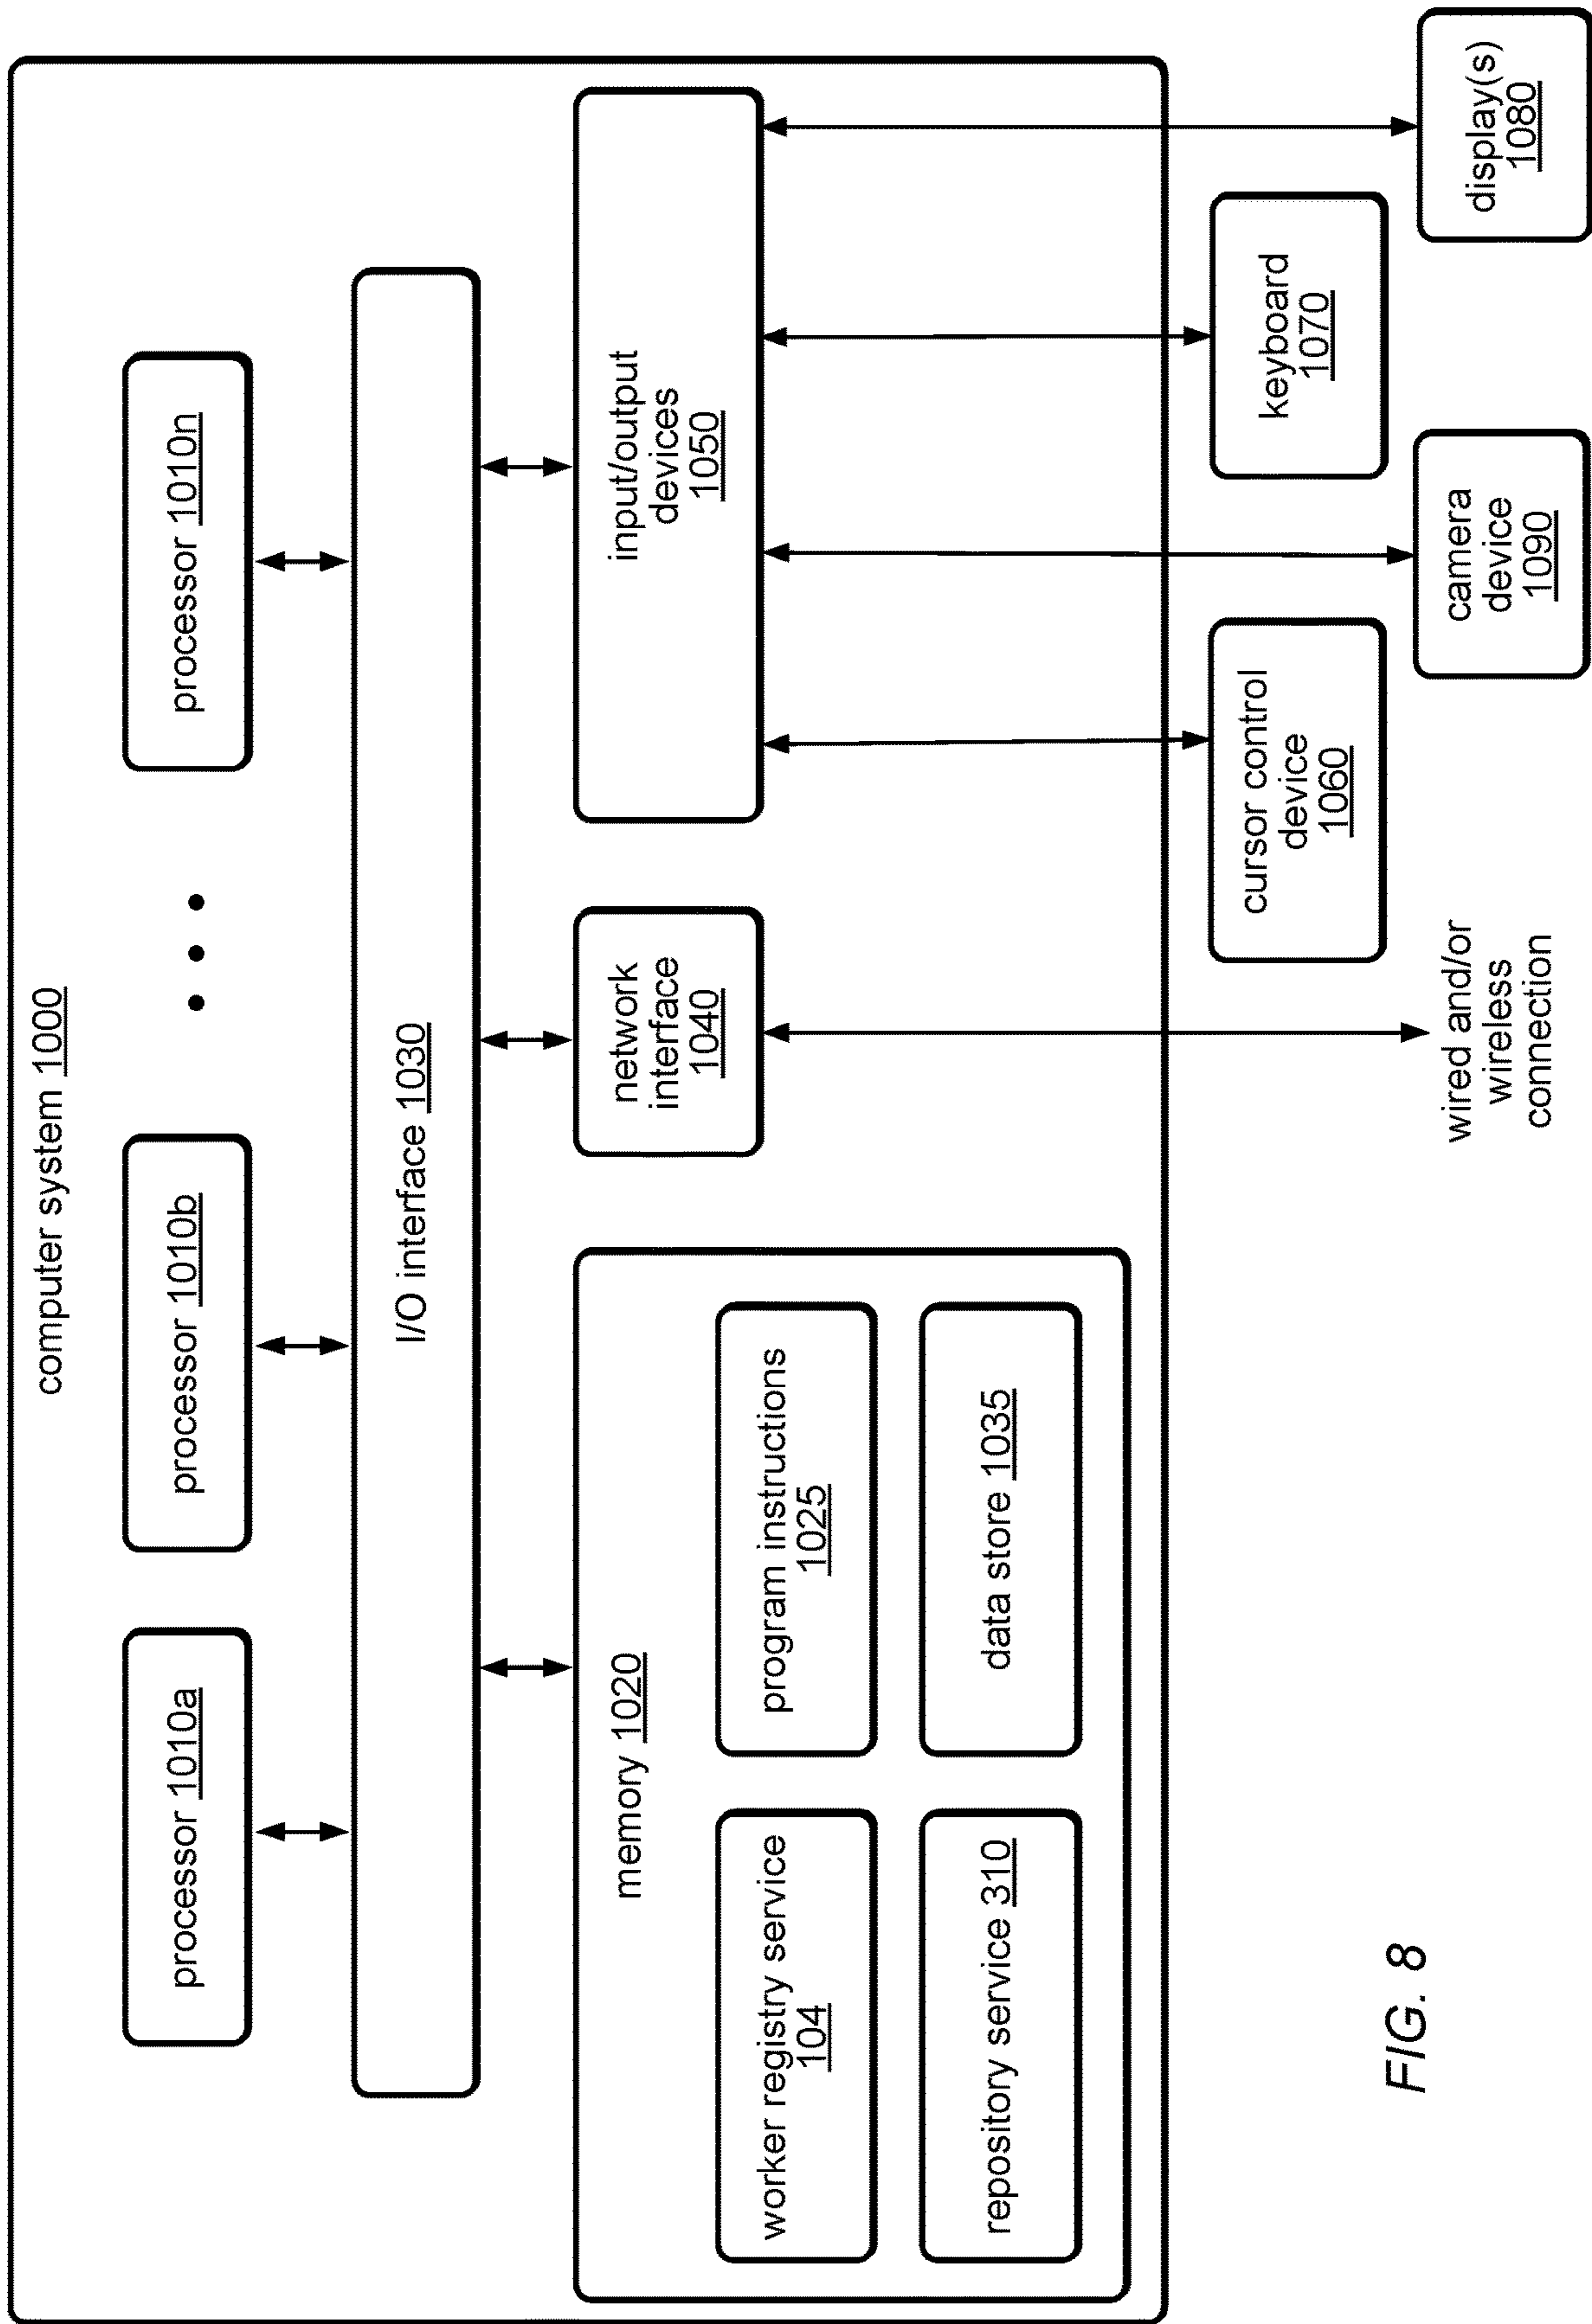 computer system 1000
processor 1010a
processor 1010b
processor 1010n
I/O interface 1030
memory 1020
worker registry service
104
program instructions
1025
repository service 310
data store 1035
network
interface
1040
input/output
devices
1050
wired and/or
wireless
connection
cursor control
device
1060
camera
device
1090
keyboard
1070
display(s)
1080
FIG. 8